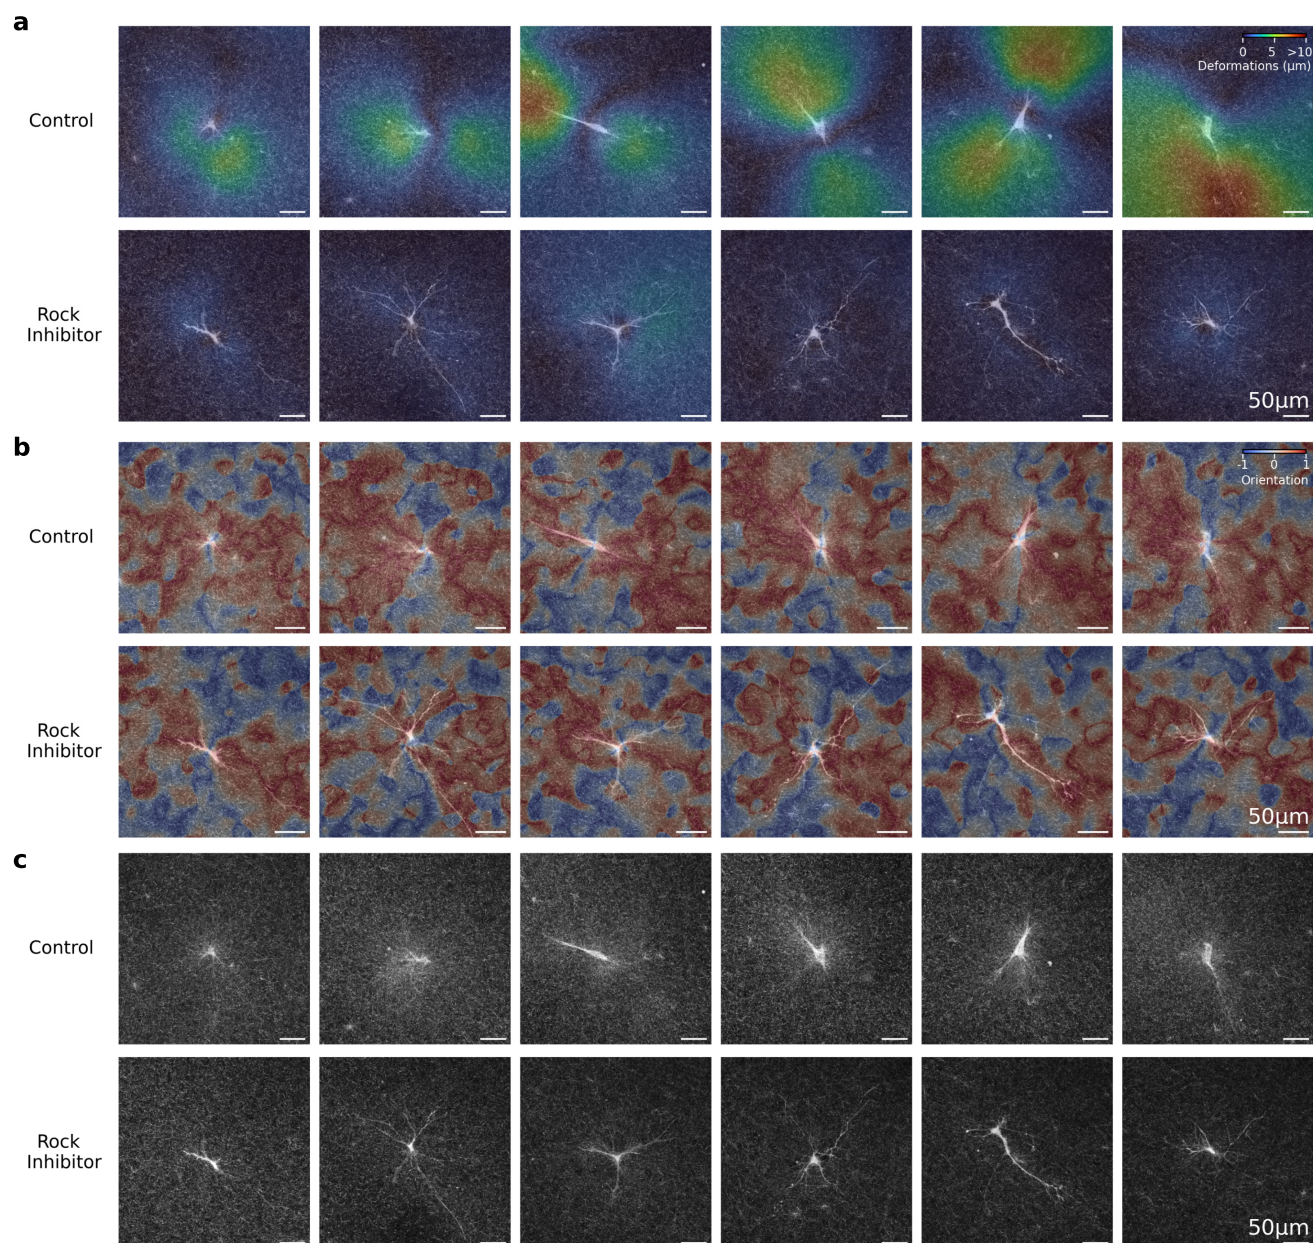 a
Control
0 5 >10
Deformations (μm)
Rock
Inhibitor
50μm
b
Control
-1 0 1
Orientation
Rock
Inhibitor
50μm
c
Control
Rock
Inhibitor
50μm